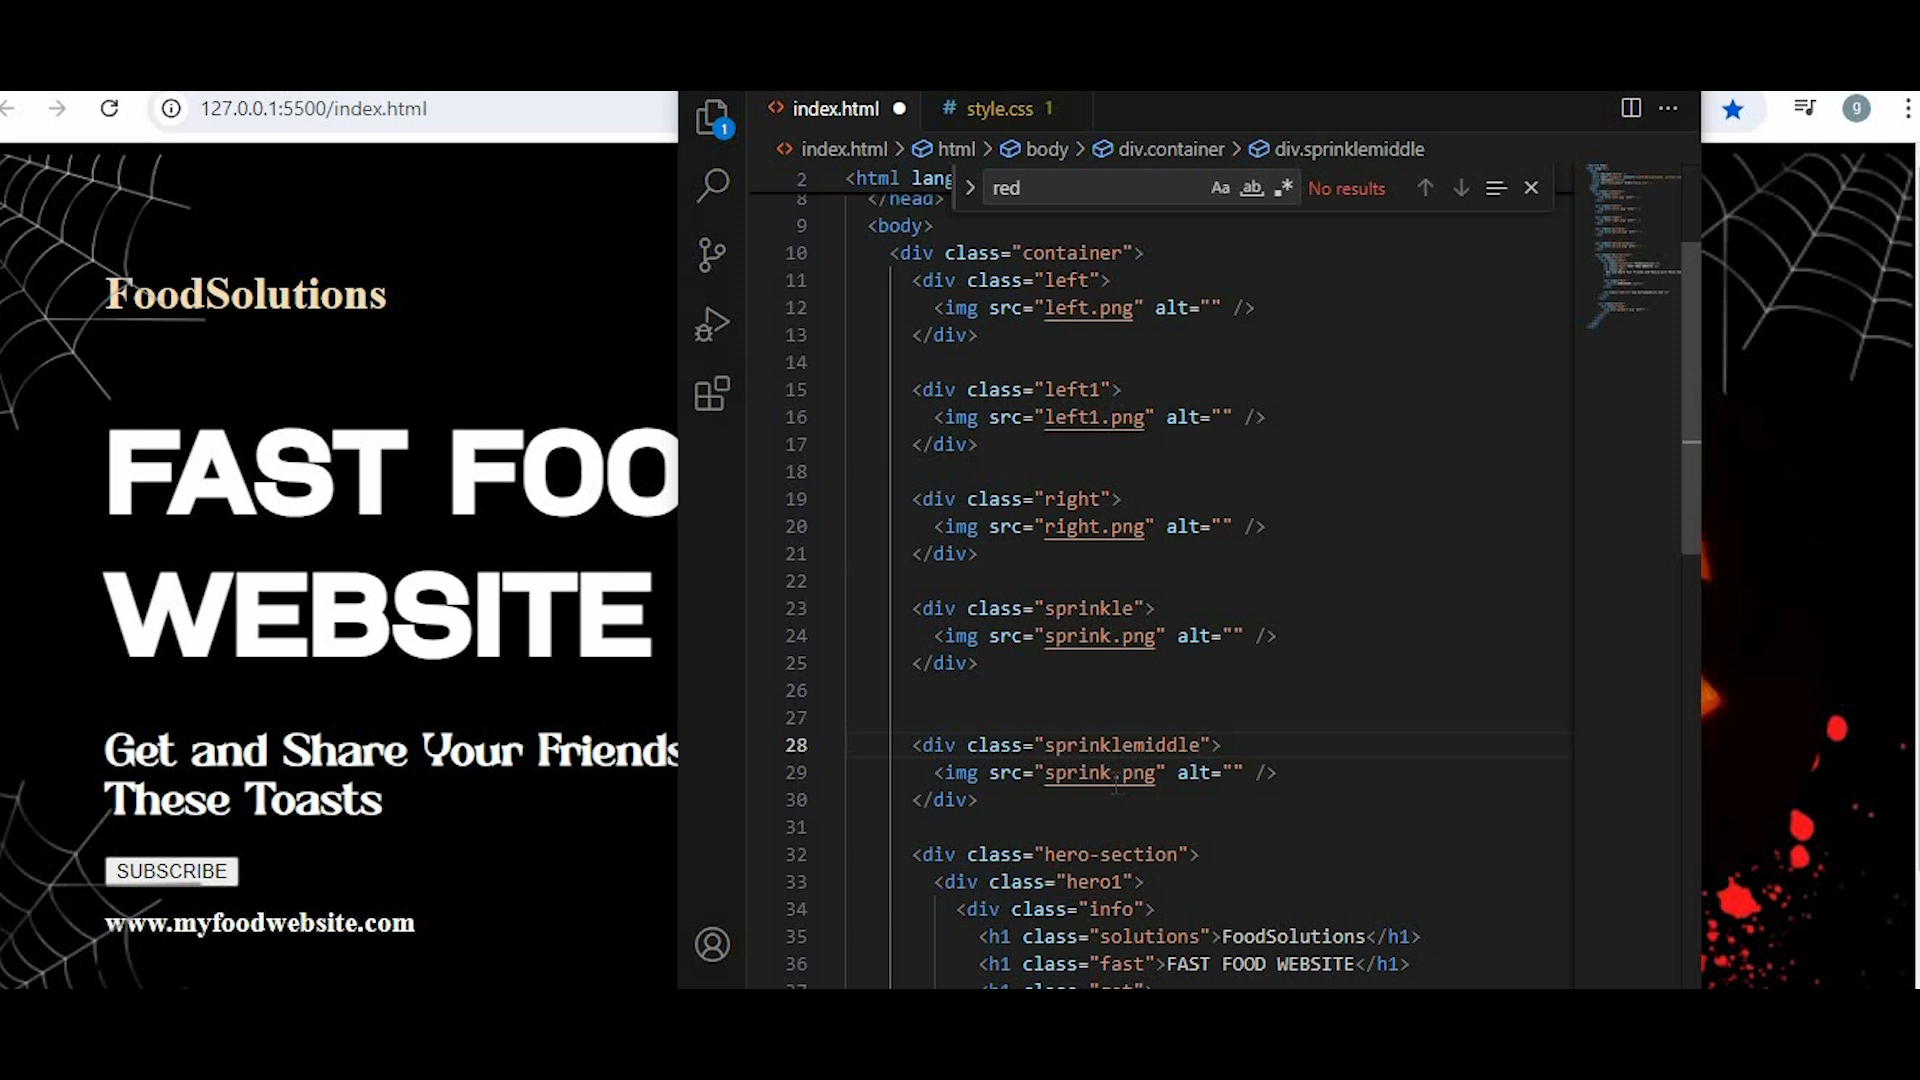 127.0.0.1:5500/index.html
FoodSolutions
FAST FOO
WEBSITE
Get and Share Your Friends
These Toasts
SUBSCRIBE
www.myfoodwebsite.com
1
<> index.html ●
# style.css 1
<> index.html > html > body > div.container > div.sprinklemiddle
red
Aa ab .* No results
2 <html lang
8 </head>
9 <body>
10 <div class="container">
11 <div class="left">
12 <img src="left.png" alt="" />
13 </div>
14
15 <div class="left1">
16 <img src="left1.png" alt="" />
17 </div>
18
19 <div class="right">
20 <img src="right.png" alt="" />
21 </div>
22
23 <div class="sprinkle">
24 <img src="sprink.png" alt="" />
25 </div>
26
27
28 <div class="sprinklemiddle">
29 <img src="sprink.png" alt="" />
30 </div>
31
32 <div class="hero-section">
33 <div class="hero1">
34 <div class="info">
35 <h1 class="solutions">FoodSolutions</h1>
36 <h1 class="fast">FAST FOOD WEBSITE</h1>
g